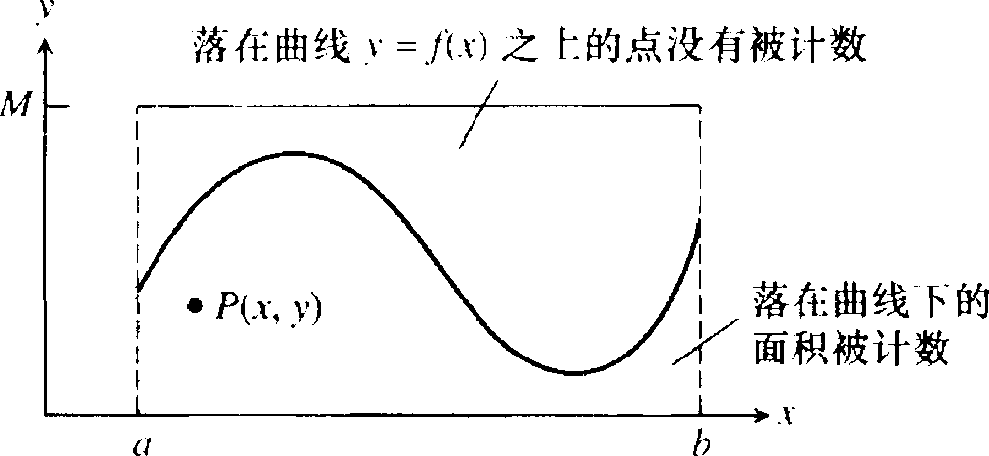 y
落在曲线 y = f(x) 之上的点没有被计数
M
P(x, y)
落在曲线下的
面积被计数
x
a
b